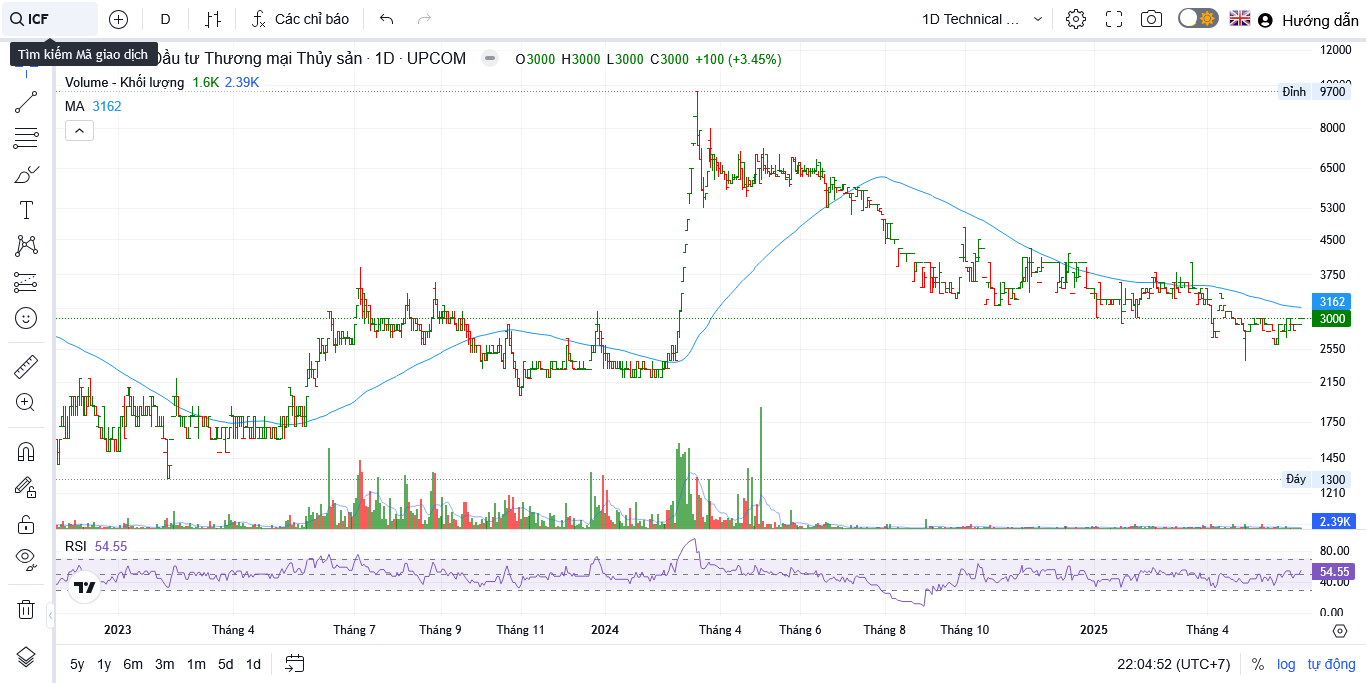 ICF
D
Các chỉ báo
1D Technical ...
Hướng dẫn
Tìm kiếm Mã giao dịch
Đầu tư Thương mại Thủy sản · 1D · UPCOM
O3000 H3000 L3000 C3000 +100 (+3.45%)
Volume - Khối lượng 1.6K 2.39K
MA 3162
12000
Đỉnh 9700
8000
6500
5300
4500
3750
3162
3000
2550
2150
1750
1450
Đáy 1300
1210
2.39K
RSI 54.55
80.00
54.55
40.00
0.00
2023 Tháng 4 Tháng 7 Tháng 9 Tháng 11 2024 Tháng 4 Tháng 6 Tháng 8 Tháng 10 2025 Tháng 4
5y 1y 6m 3m 1m 5d 1d
22:04:52 (UTC+7) % log tự động